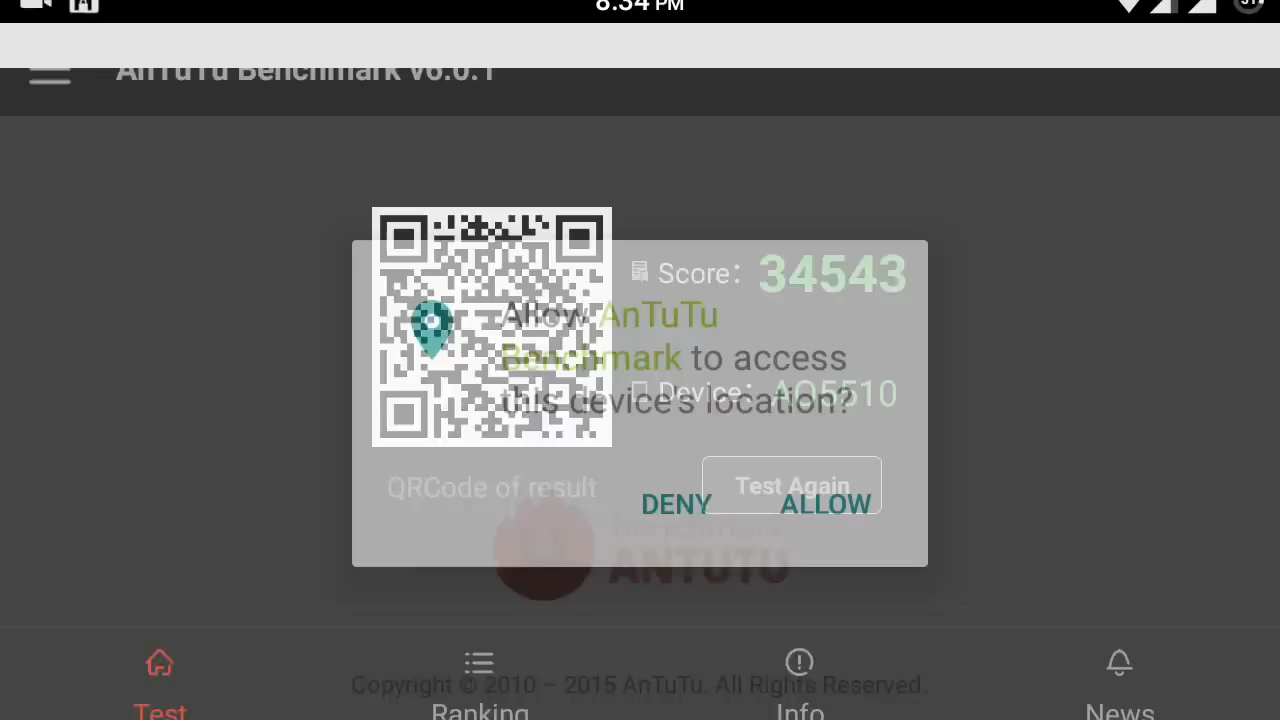 8:34 PM
AnTuTu Benchmark v6.0.1
Score: 34543
Allow AnTuTu
Benchmark to access
this device's location?
Device: AO5510
QRCode of result
Test Again
DENY ALLOW
ANTUTU
Copyright © 2010 – 2015 AnTuTu. All Rights Reserved.
Test Ranking Info News